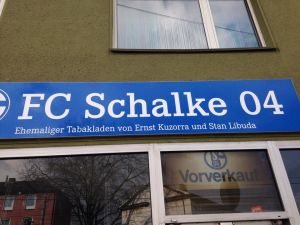 FC Schalke 04
Ehemaliger Tabakladen von Ernst Kuzorra und Stan Libuda
Vorverkauf